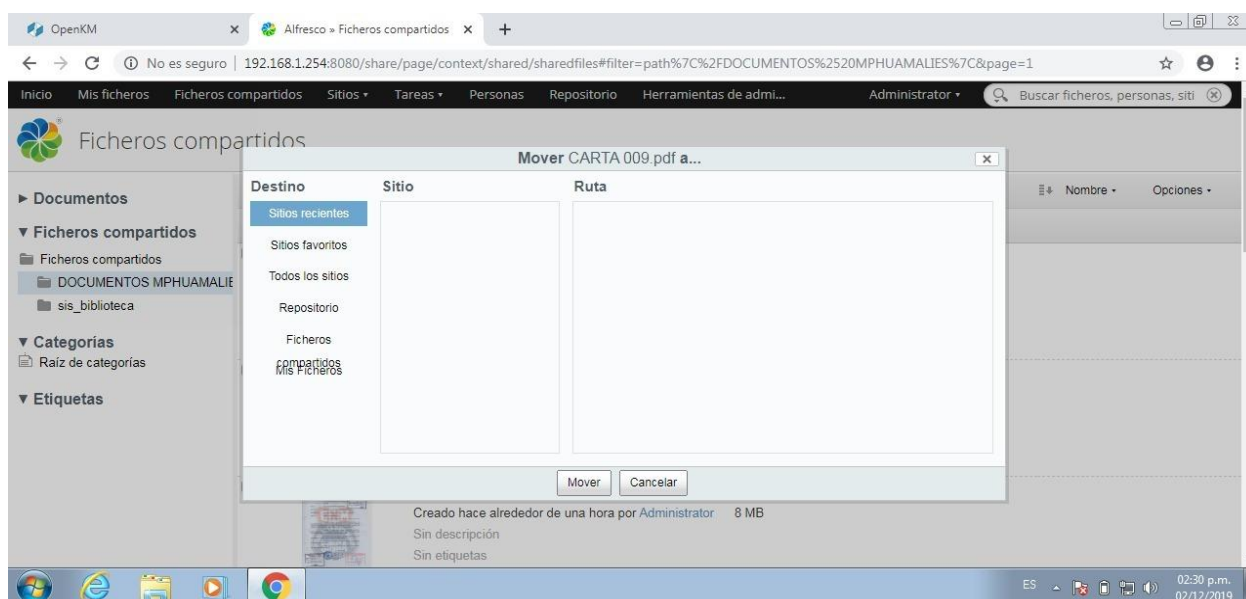 OpenKM
Alfresco » Ficheros compartidos
No es seguro | 192.168.1.254:8080/share/page/context/shared/sharedfiles#filter=path%7C%2FDOCUMENTOS%2520MPHUAMALIES%7C&page=1
Inicio Mis ficheros Ficheros compartidos Sitios Tareas Personas Repositorio Herramientas de admi... Administrator Buscar ficheros, personas, siti
Ficheros compartidos
Mover CARTA 009.pdf a...
Destino Sitio Ruta
Sitios recientes
Sitios favoritos
Todos los sitios
Repositorio
Ficheros
compartidos
Mis Ficheros
Mover Cancelar
Documentos
Ficheros compartidos
Ficheros compartidos
DOCUMENTOS MPHUAMALIE
sis_biblioteca
Categorías
Raíz de categorías
Etiquetas
Nombre Opciones
Creado hace alrededor de una hora por Administrator 8 MB
Sin descripción
Sin etiquetas
ES
02:30 p.m.
02/12/2019